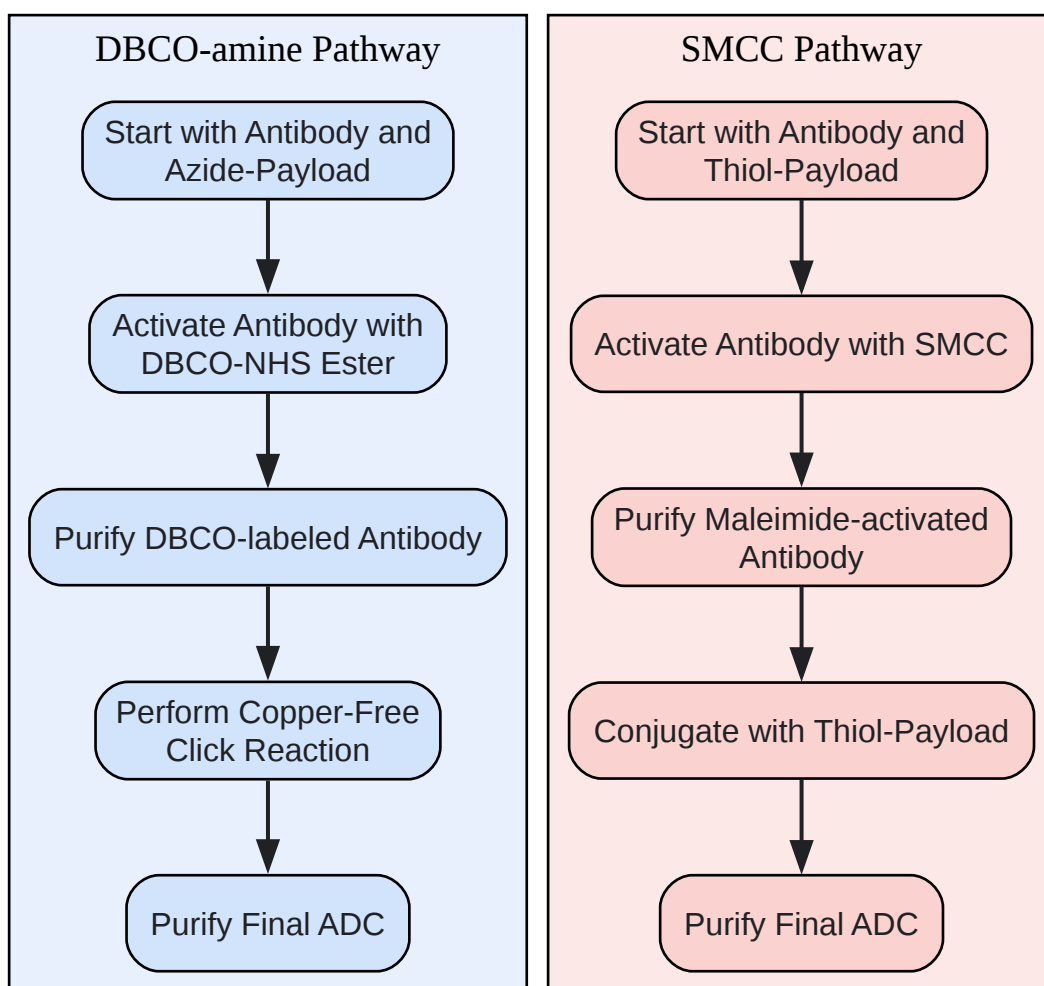 DBCO-amine Pathway
Start with Antibody and
Azide-Payload
Activate Antibody with
DBCO-NHS Ester
Purify DBCO-labeled Antibody
Perform Copper-Free
Click Reaction
Purify Final ADC
SMCC Pathway
Start with Antibody and
Thiol-Payload
Activate Antibody with SMCC
Purify Maleimide-activated
Antibody
Conjugate with Thiol-Payload
Purify Final ADC